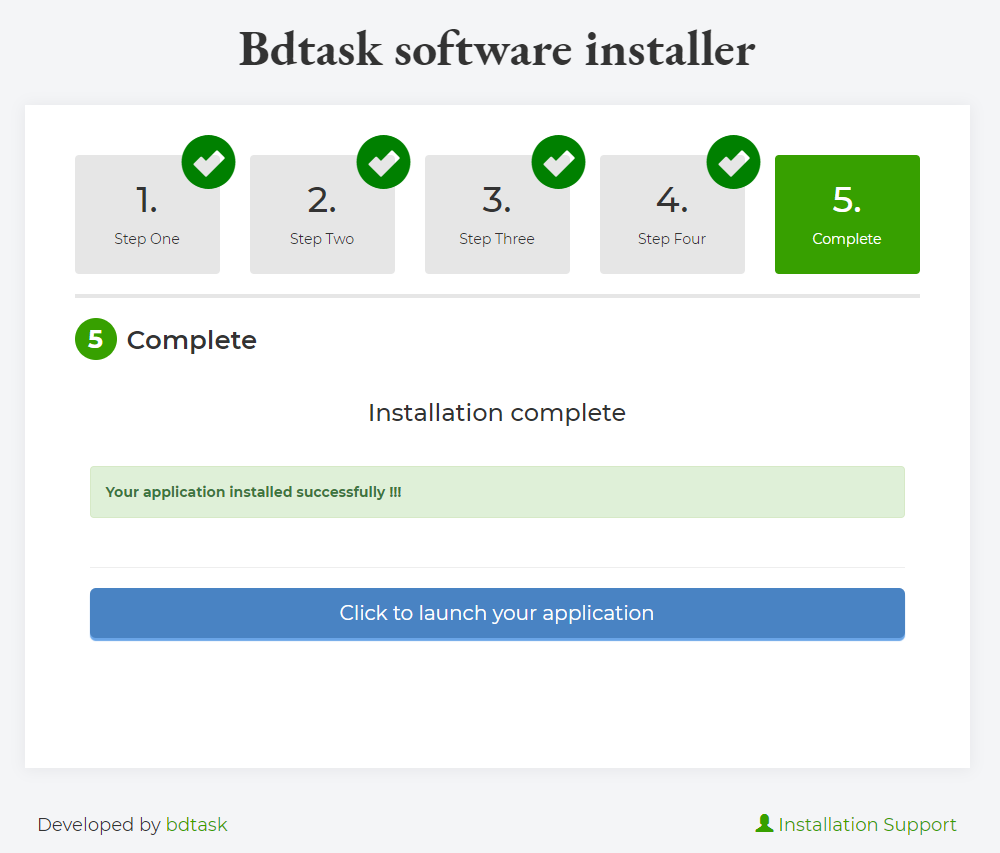 Bdtask software installer
1.
Step One
2.
Step Two
3.
Step Three
4.
Step Four
5.
Complete
5 Complete
Installation complete
Your application installed successfully !!!
Click to launch your application
Developed by bdtask
Installation Support